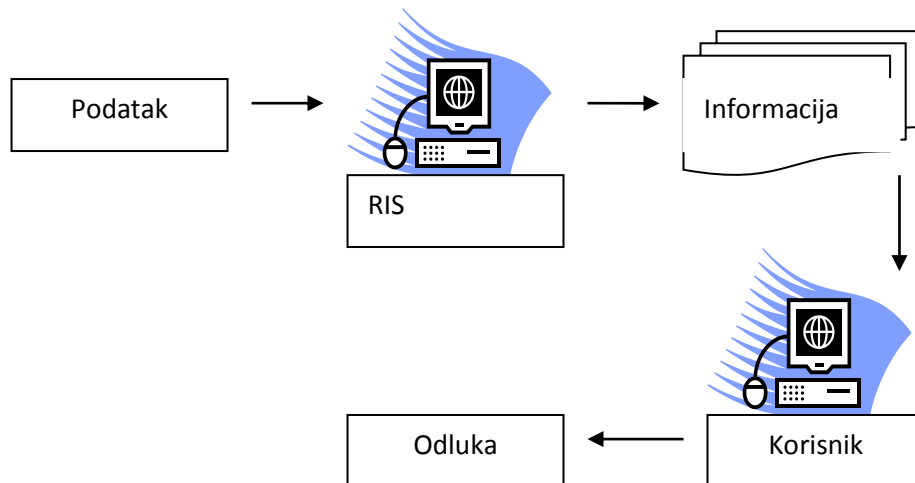 Podatak
RIS
Informacija
Korisnik
Odluka